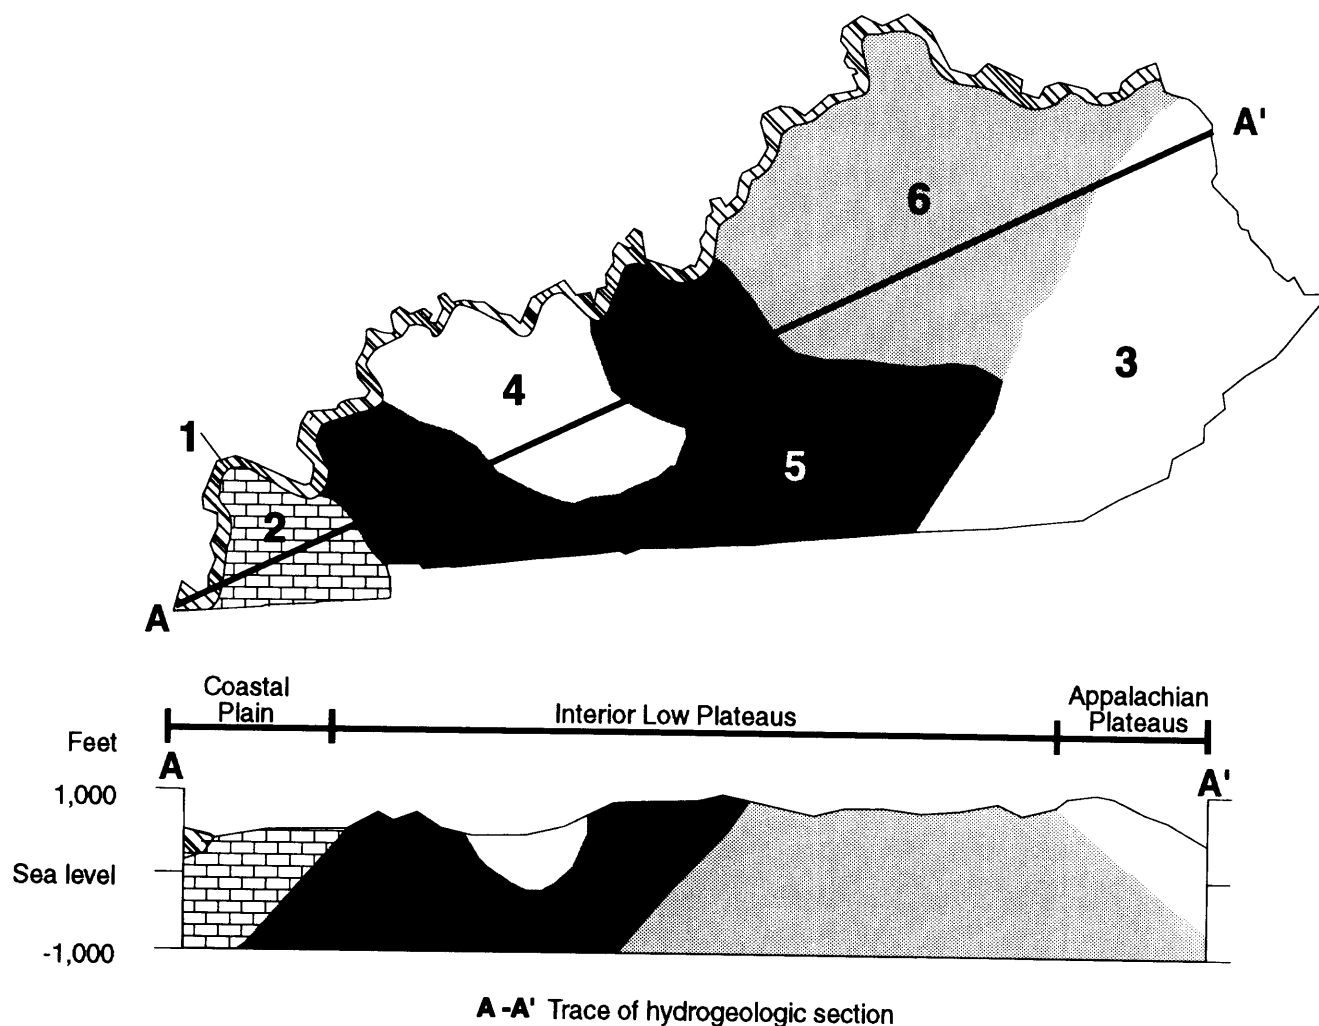 A'
6
3
4
1
5
2
A
Coastal
Plain
Interior Low Plateaus
Appalachian
Plateaus
Feet
A
A'
1,000
Sea level
-1,000
A -A' Trace of hydrogeologic section